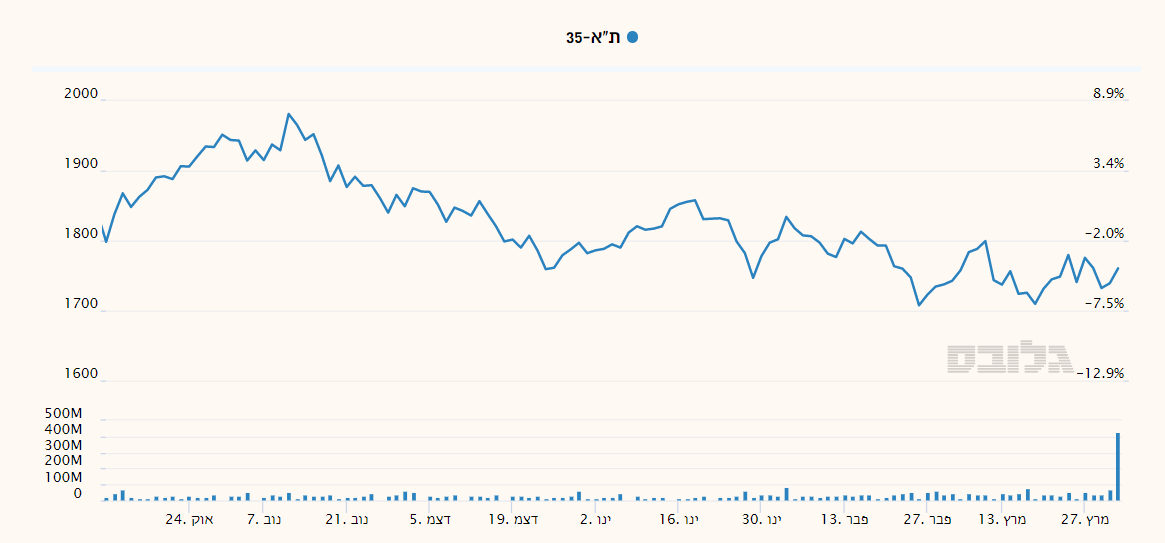 ת"א-35
2000 8.9%
1900 3.4%
1800 -2.0%
1700 -7.5%
גלובס
1600 -12.9%
500M
400M
300M
200M
100M
0
24. אוק 7. נוב 21. נוב 5. דצמ 19. דצמ 2. ינו 16. ינו 30. ינו 13. פבר 27. פבר 13. מרץ 27. מרץ